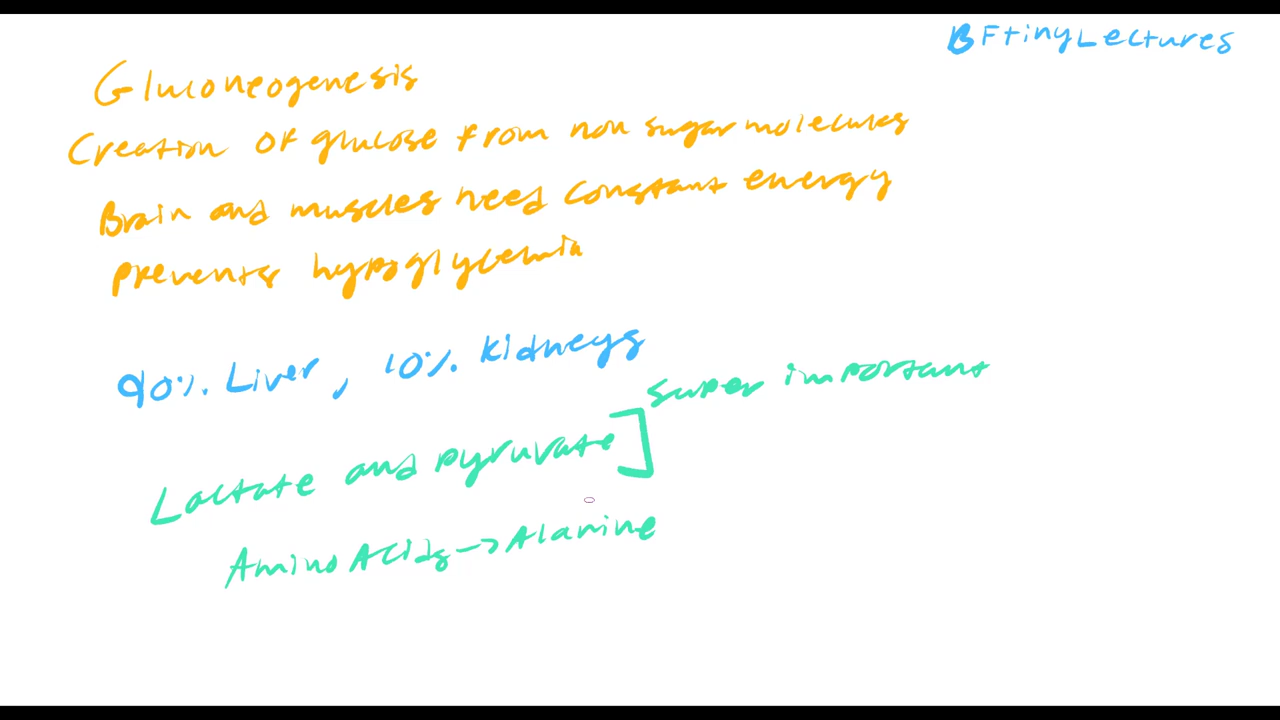 BFtinyLectures
Gluconeogenesis
Creation of glucose from non sugar molecules
Brain and muscles need constant energy
prevents hypoglycemia
90% Liver, 10% Kidneys
super important
Lactate and pyruvate
Amino Acids → Alanine